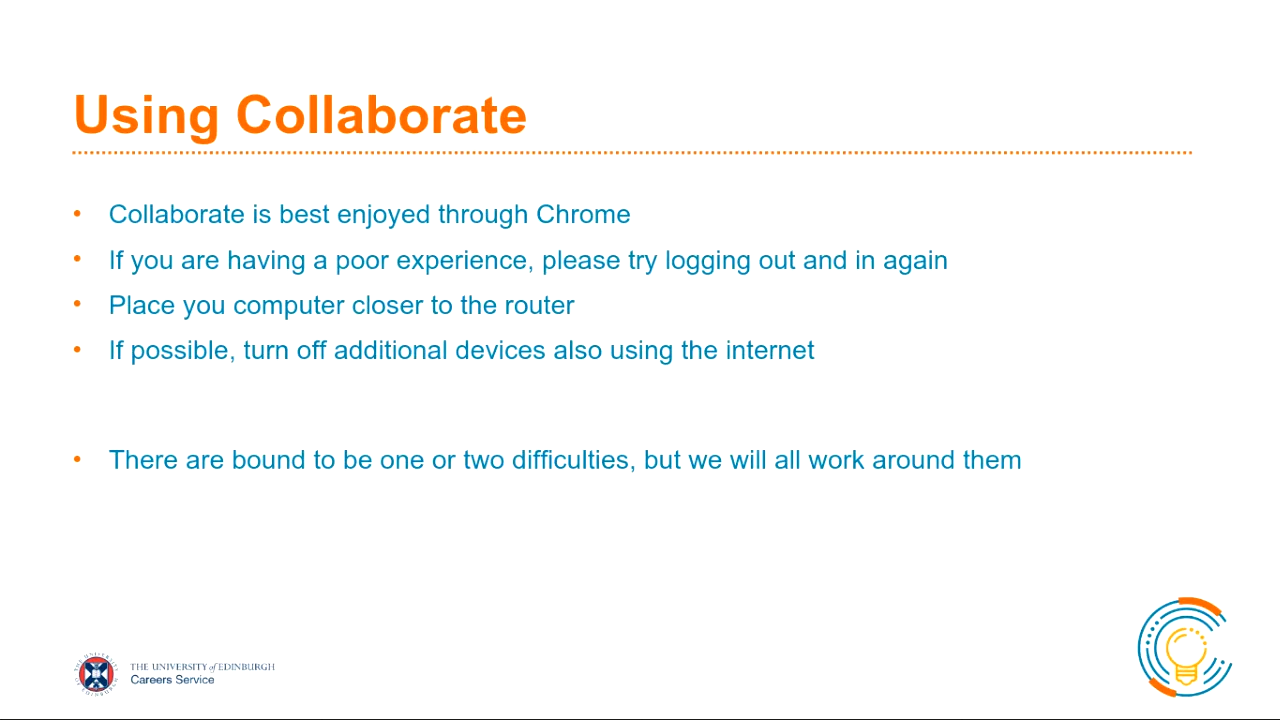 Using Collaborate
• Collaborate is best enjoyed through Chrome
• If you are having a poor experience, please try logging out and in again
• Place you computer closer to the router
• If possible, turn off additional devices also using the internet
• There are bound to be one or two difficulties, but we will all work around them
THE UNIVERSITY of EDINBURGH
Careers Service